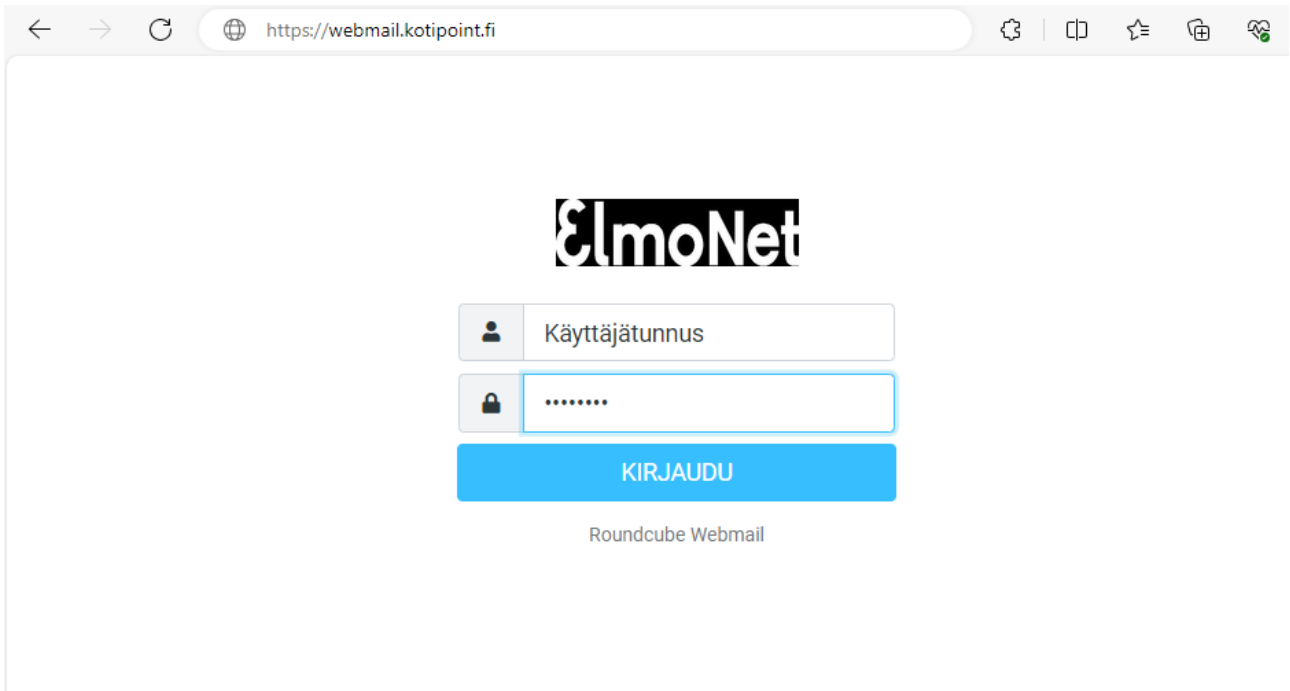 https://webmail.kotipoint.fi
ElmoNet
Käyttäjätunnus
••••••••
KIRJAUDU
Roundcube Webmail